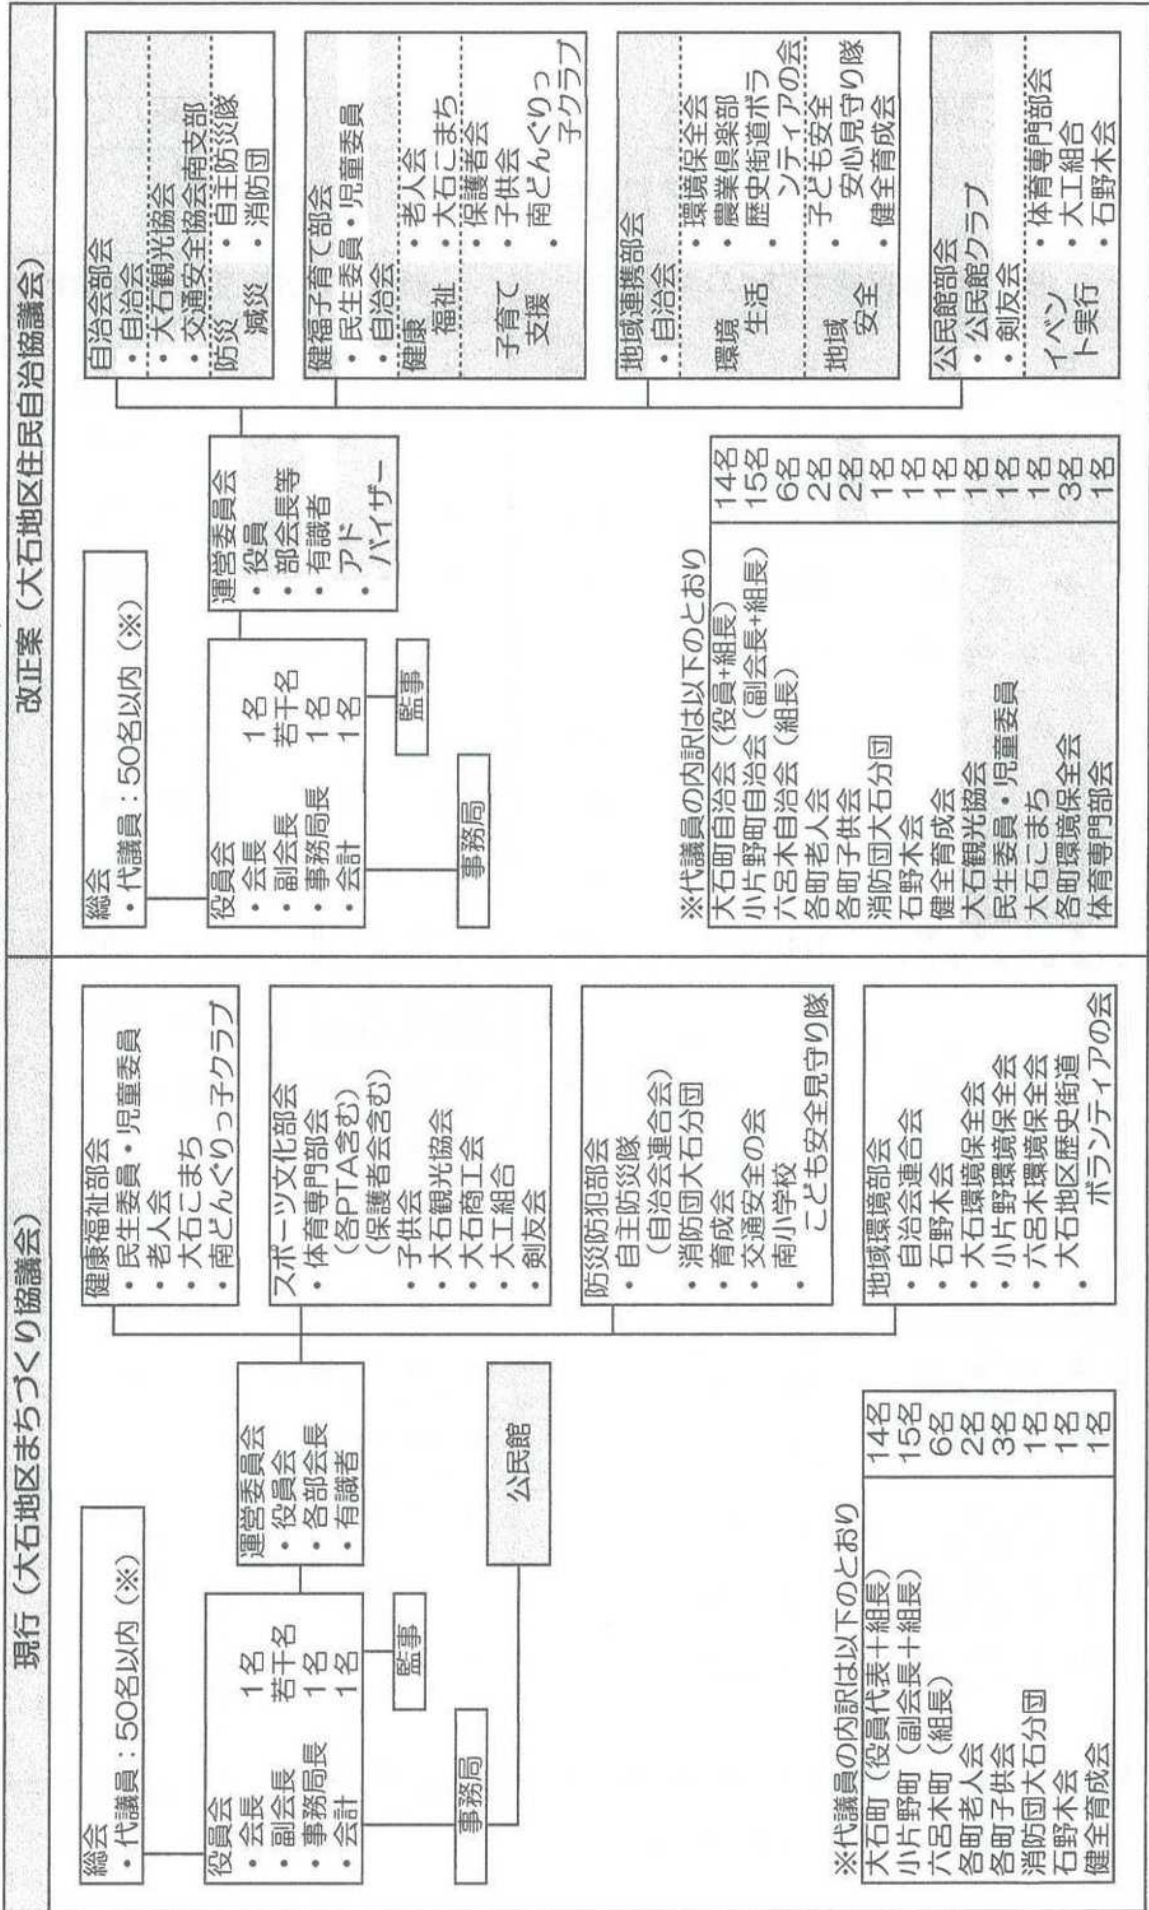 現行（大石地区まちづくり協議会）
総会
・代議員：50名以内（※）
役員会
・会長　1名
・副会長　若干名
・事務局長　1名
・会計　1名
監事
事務局
運営委員会
・役員会
・各部会長
・有識者
公民館
健康福祉部会
・民生委員・児童委員
・老人会
・大石こまち
・南どんぐりっ子クラブ
スポーツ文化部会
・体育専門部会
（各PTA含む）
（保護者会含む）
・子供会
・大石観光協会
・大石商工会
・大工組合
・剣友会
防災防犯部会
・自主防災隊
（自治会連合会）
・消防団大石分団
・育成会
・交通安全の会
・南小学校
こども安全見守り隊
地域環境部会
・自治会連合会
・石野木会
・大石環境保全会
・小片野環境保全会
・六呂木環境保全会
・大石地区歴史街道
ボランティアの会
※代議員の内訳は以下のとおり
大石町（役員代表＋組長）　14名
小片野町（副会長＋組長）　15名
六呂木町（組長）　6名
各町老人会　2名
各町子供会　3名
消防団大石分団　1名
石野木会　1名
健全育成会　1名
改正案（大石地区住民自治協議会）
総会
・代議員：50名以内（※）
役員会
・会長　1名
・副会長　若干名
・事務局長　1名
・会計　1名
監事
事務局
運営委員会
・役員
・部会長等
・有識者
・アド
バイザー
自治会部会
・自治会
・大石観光協会
・交通安全協会南支部
防災　・自主防災隊
減災　・消防団
健福子育て部会
・民生委員・児童委員
・自治会
健康　・老人会
福祉　・大石こまち
・保護者会
子育て　・子供会
支援　・南どんぐりっ
子クラブ
地域連携部会
・自治会
・環境保全会
環境　・農業倶楽部
生活　・歴史街道ボラ
ンティアの会
地域　・子ども安全
安全　安心見守り隊
・健全育成会
公民館部会
・公民館クラブ
・剣友会
イベン　・体育専門部会
ト実行　・大工組合
・石野木会
※代議員の内訳は以下のとおり
大石町自治会（役員+組長）　14名
小片野町自治会（副会長+組長）　15名
六呂木自治会（組長）　6名
各町老人会　2名
各町子供会　2名
消防団大石分団　1名
石野木会　1名
健全育成会　1名
大石観光協会　1名
民生委員・児童委員　1名
大石こまち　1名
各町環境保全会　3名
体育専門部会　1名